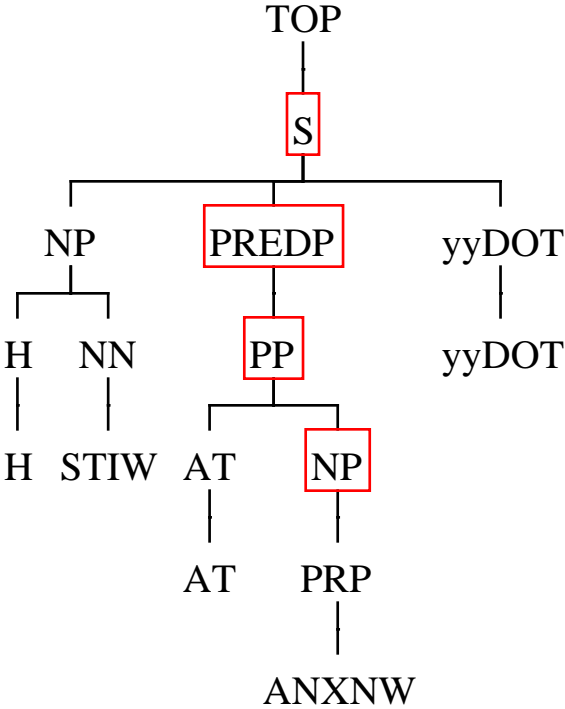 TOP
S
NP PREDP yyDOT
H NN PP yyDOT
H STIW AT NP
AT PRP
ANXNW